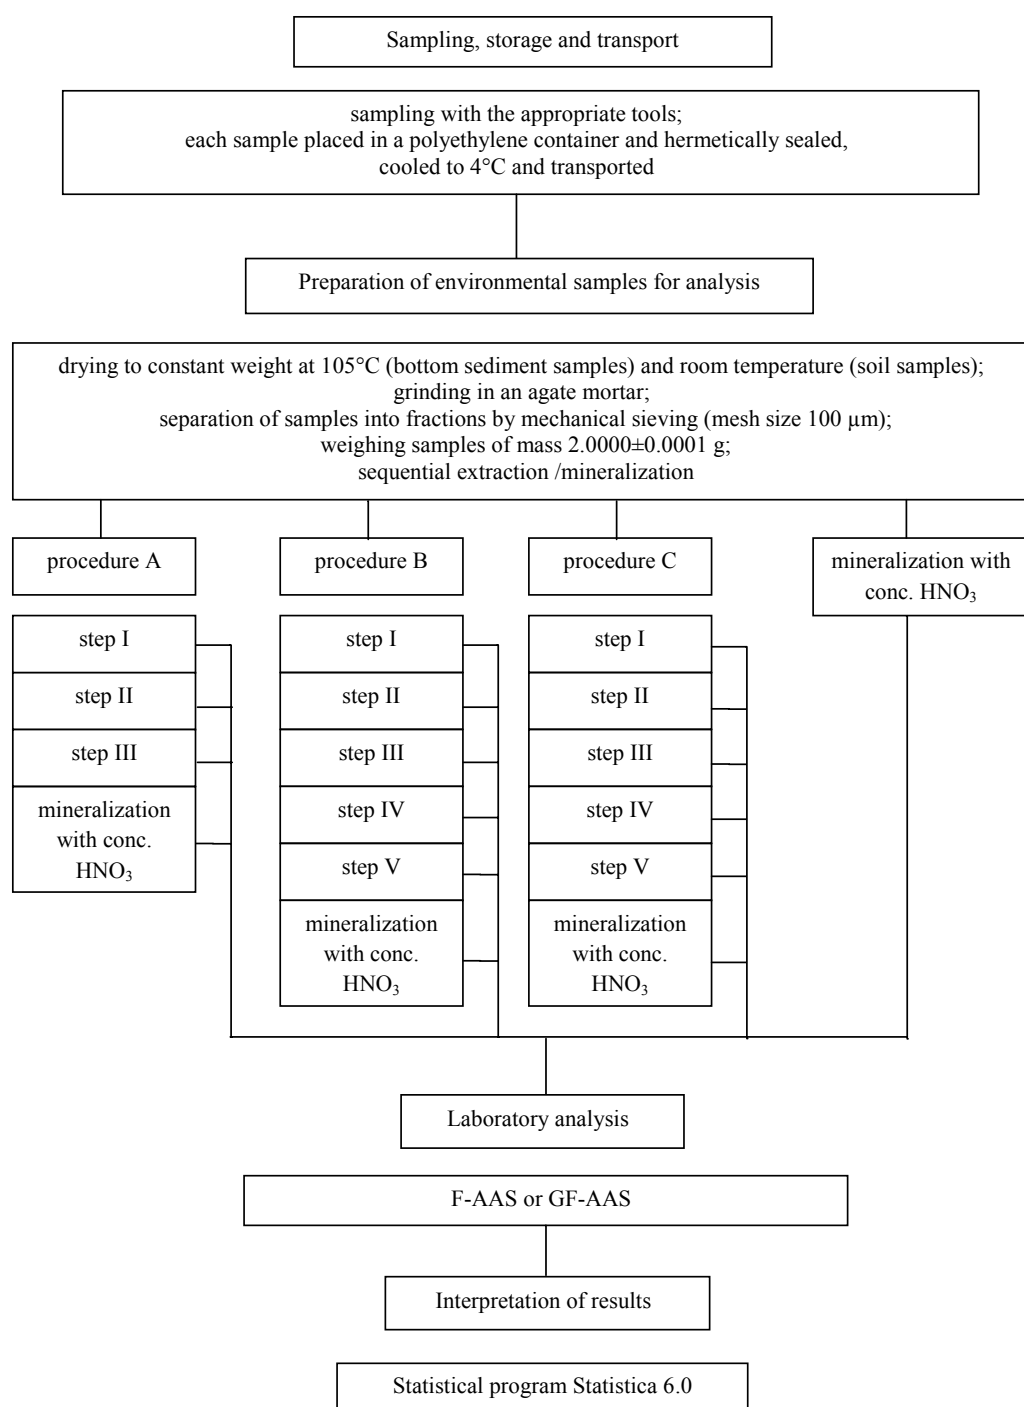 Sampling, storage and transport
sampling with the appropriate tools;
each sample placed in a polyethylene container and hermetically sealed,
cooled to 4°C and transported
Preparation of environmental samples for analysis
drying to constant weight at 105°C (bottom sediment samples) and room temperature (soil samples);
grinding in an agate mortar;
separation of samples into fractions by mechanical sieving (mesh size 100 µm);
weighing samples of mass 2.0000±0.0001 g;
sequential extraction /mineralization
procedure A
step I
step II
step III
mineralization
with conc.
HNO₃
procedure B
step I
step II
step III
step IV
step V
mineralization
with conc.
HNO₃
procedure C
step I
step II
step III
step IV
step V
mineralization
with conc.
HNO₃
mineralization with
conc. HNO₃
Laboratory analysis
F-AAS or GF-AAS
Interpretation of results
Statistical program Statistica 6.0